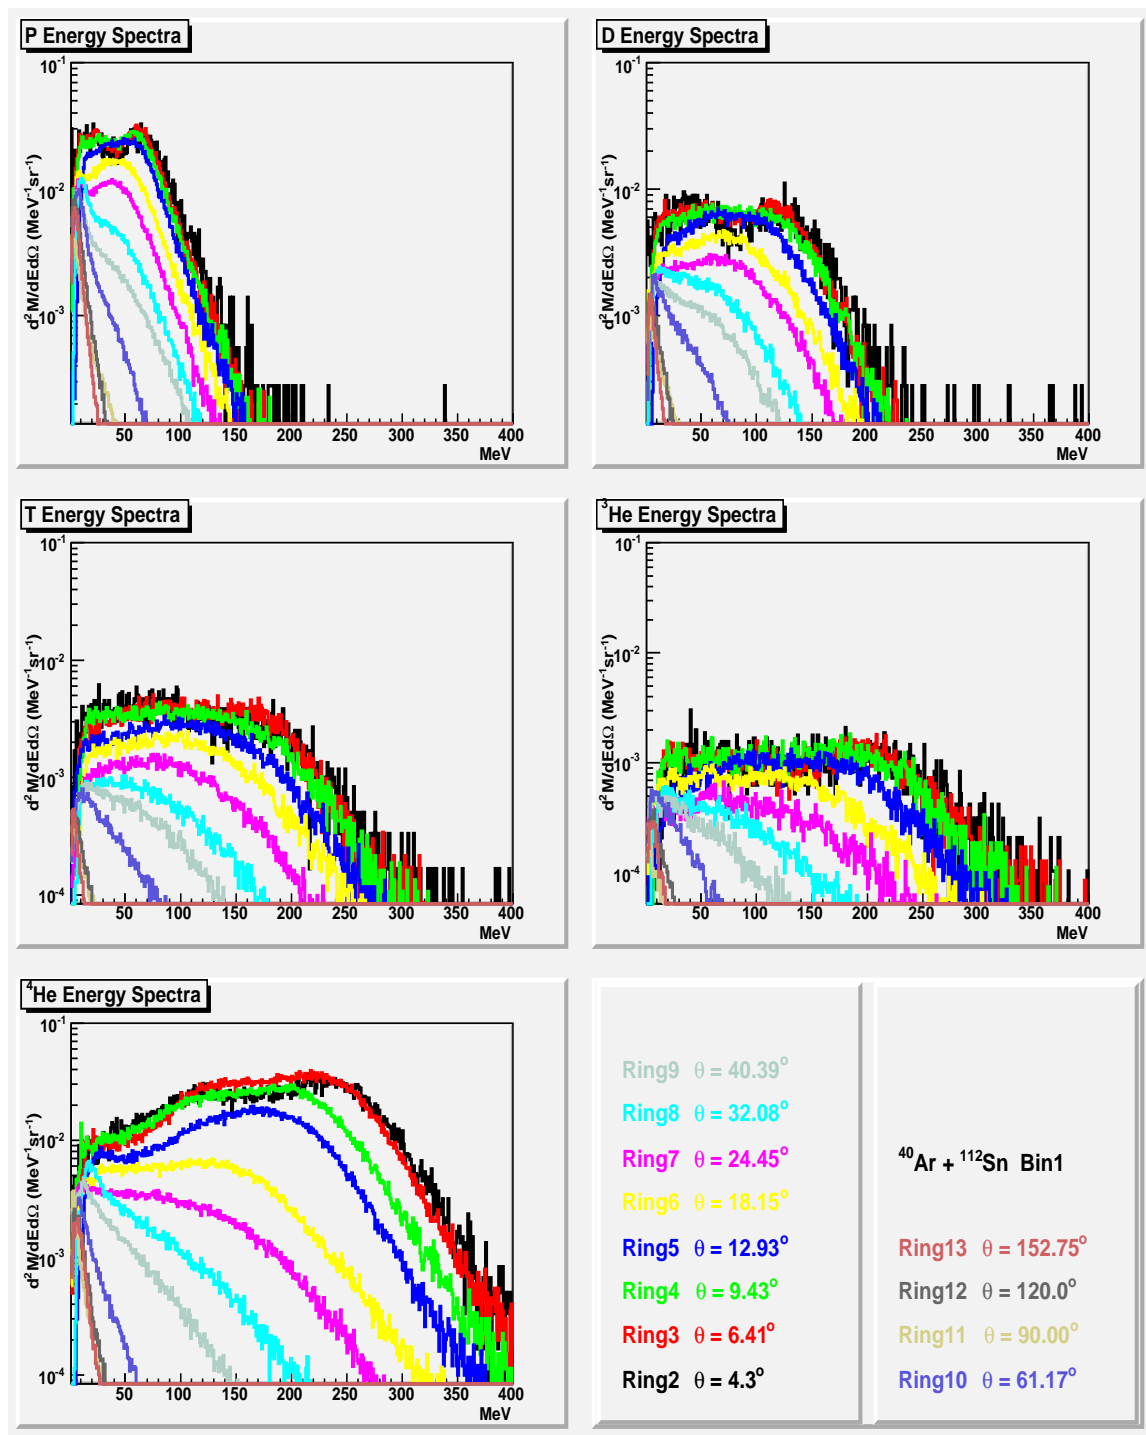 P Energy Spectra
d²M/dEdΩ (MeV⁻¹sr⁻¹)
10⁻¹
10⁻²
10⁻³
50 100 150 200 250 300 350 400
MeV
D Energy Spectra
d²M/dEdΩ (MeV⁻¹sr⁻¹)
10⁻¹
10⁻²
10⁻³
50 100 150 200 250 300 350 400
MeV
T Energy Spectra
d²M/dEdΩ (MeV⁻¹sr⁻¹)
10⁻¹
10⁻²
10⁻³
10⁻⁴
50 100 150 200 250 300 350 400
MeV
³He Energy Spectra
d²M/dEdΩ (MeV⁻¹sr⁻¹)
10⁻¹
10⁻²
10⁻³
10⁻⁴
50 100 150 200 250 300 350 400
MeV
⁴He Energy Spectra
d²M/dEdΩ (MeV⁻¹sr⁻¹)
10⁻¹
10⁻²
10⁻³
10⁻⁴
50 100 150 200 250 300 350 400
MeV
Ring9 θ = 40.39°
Ring8 θ = 32.08°
Ring7 θ = 24.45°
Ring6 θ = 18.15°
Ring5 θ = 12.93°
Ring4 θ = 9.43°
Ring3 θ = 6.41°
Ring2 θ = 4.3°
⁴⁰Ar + ¹¹²Sn Bin1
Ring13 θ = 152.75°
Ring12 θ = 120.0°
Ring11 θ = 90.00°
Ring10 θ = 61.17°